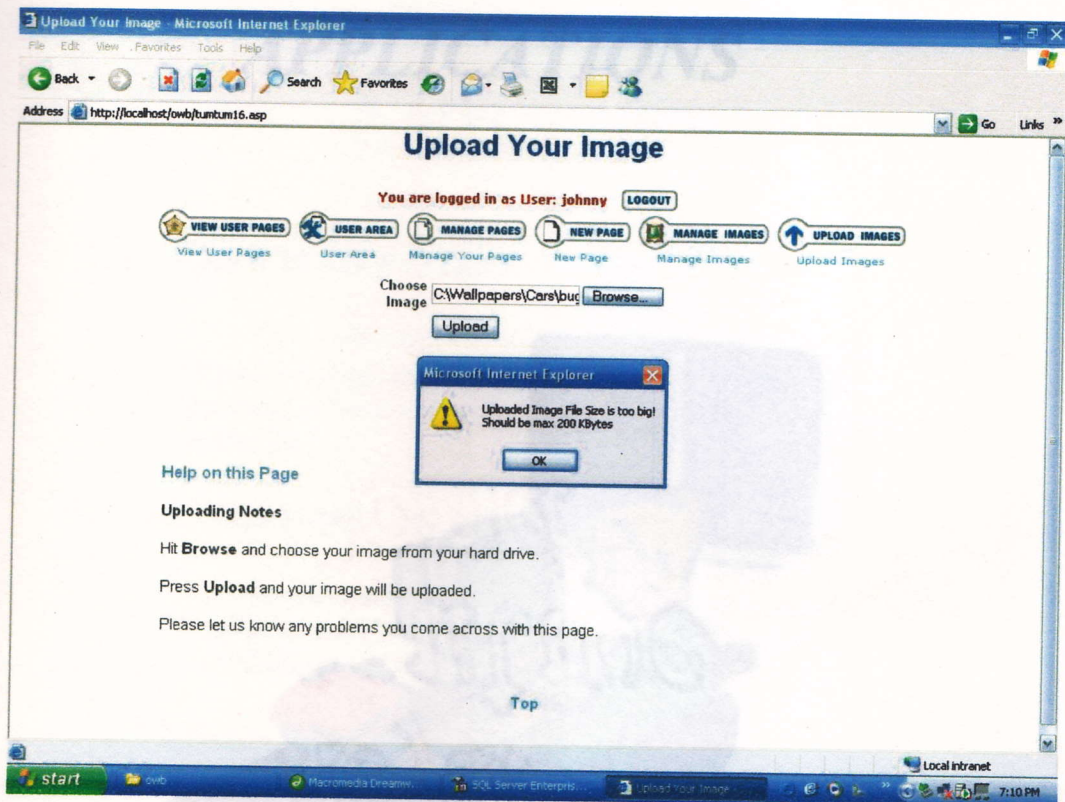 Upload Your Image - Microsoft Internet Explorer
File Edit View Favorites Tools Help
APPLICATIONS
Back Search Favorites
Address http://localhost/owb/tumtum16.asp Go Links »
Upload Your Image
You are logged in as User: johnny LOGOUT
VIEW USER PAGES USER AREA MANAGE PAGES NEW PAGE MANAGE IMAGES UPLOAD IMAGES
View User Pages User Area Manage Your Pages New Page Manage Images Upload Images
Choose
Image C:\Wallpapers\Cars\bug Browse...
Upload
Microsoft Internet Explorer
Uploaded Image File Size is too big!
Should be max 200 KBytes
OK
Help on this Page
Uploading Notes
Hit Browse and choose your image from your hard drive.
Press Upload and your image will be uploaded.
Please let us know any problems you come across with this page.
Top
Local intranet
start owb Macromedia Dreamw... SQL Server Enterpris... Upload Your Image - ... » 7:10 PM